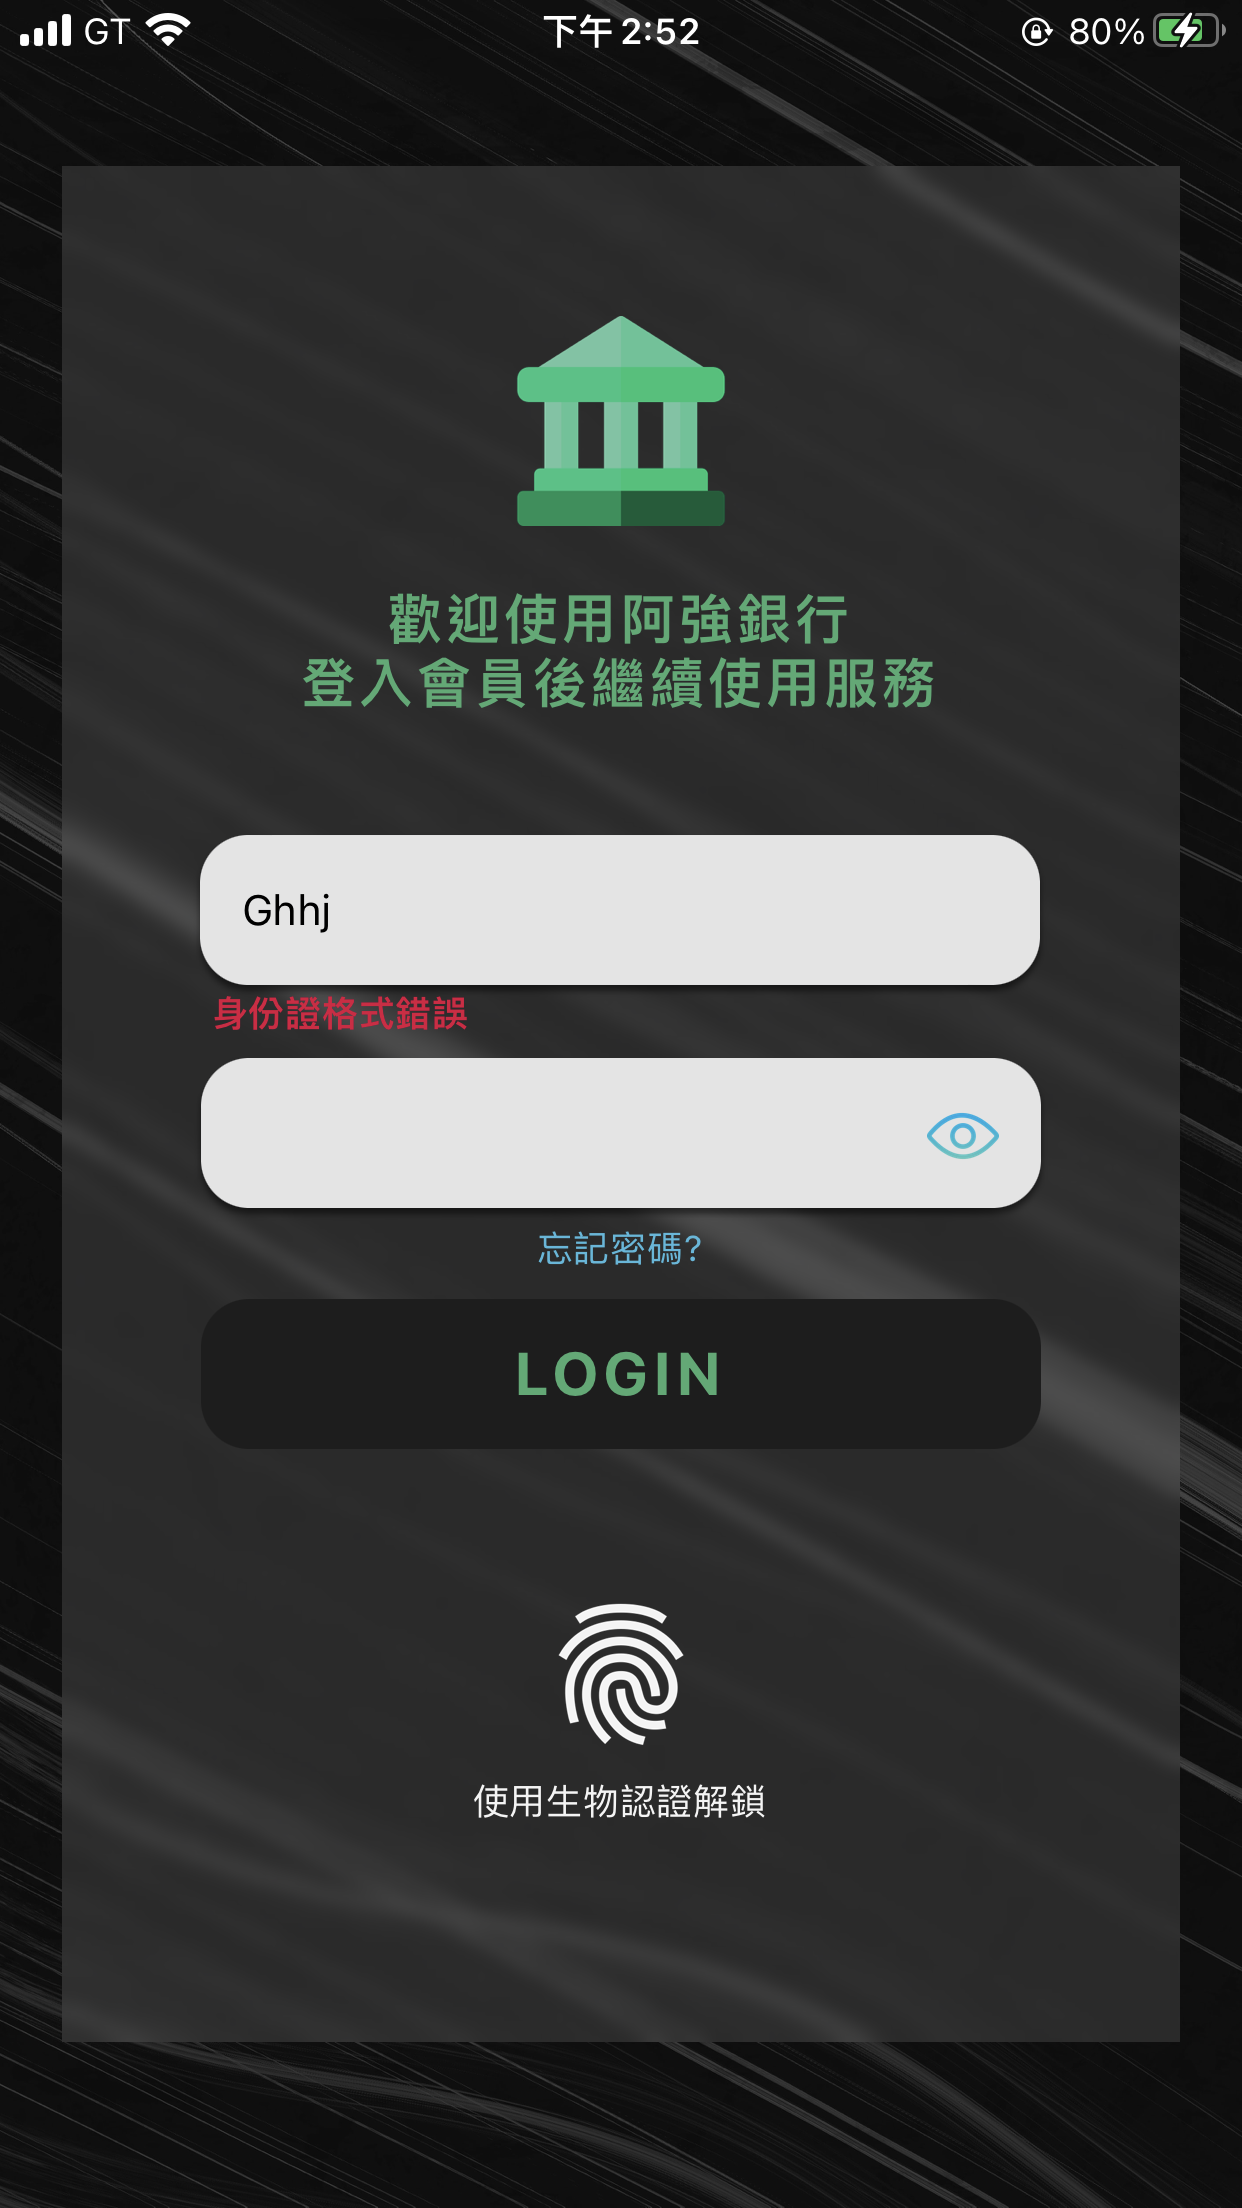 GT 下午 2:52 80%
歡迎使用阿強銀行
登入會員後繼續使用服務
Ghhj
身份證格式錯誤
忘記密碼?
LOGIN
使用生物認證解鎖